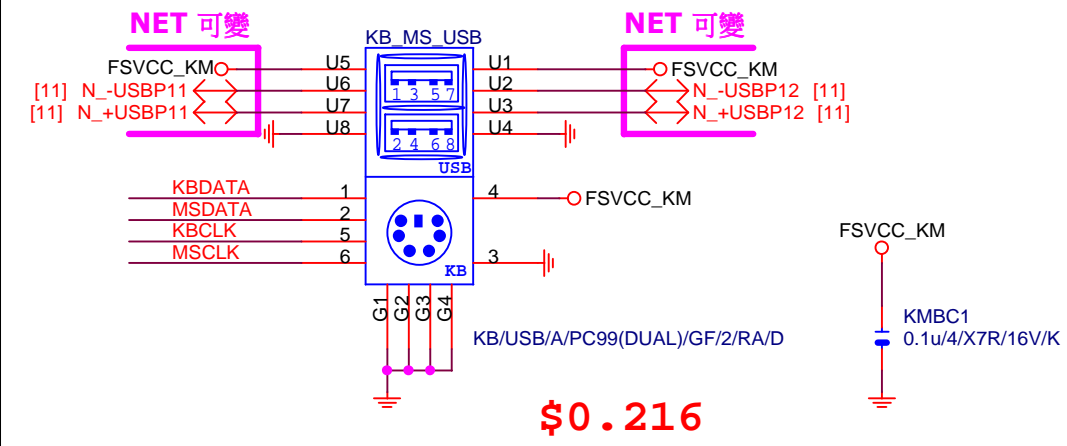 NET 可變
NET 可變
KB_MS_USB
FSVCC_KM
U5
U1
FSVCC_KM
[11] N_-USBP11
U6
U2
N_-USBP12 [11]
[11] N_+USBP11
U7
U3
N_+USBP12 [11]
U8
U4
1 3 5 7
2 4 6 8
USB
KBDATA
1
4
FSVCC_KM
MSDATA
2
KBCLK
5
MSCLK
6
3
KB
G1
G2
G3
G4
KB/USB/A/PC99(DUAL)/GF/2/RA/D
FSVCC_KM
KMBC1
0.1u/4/X7R/16V/K
$0.216